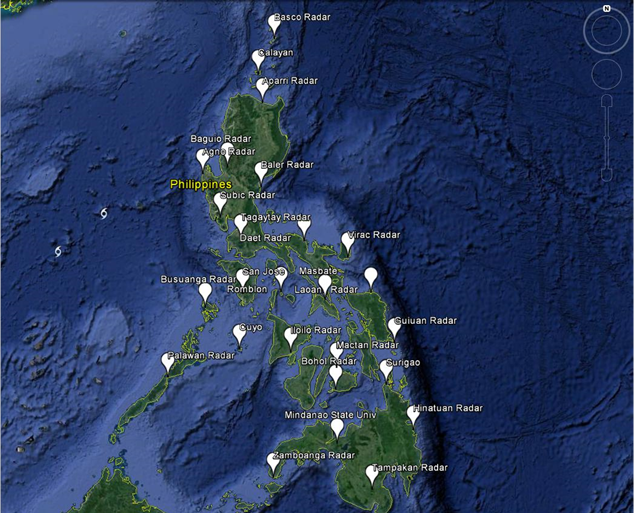 N
Basco Radar
Calayan
Aparri Radar
Baguio Radar
Agno Radar
Baler Radar
Philippines
Subic Radar
Tagaytay Radar
Daet Radar
Virac Radar
San Jose
Masbate
Busuanga Radar
Romblon
Laoang Radar
Guiuan Radar
Cuyo
Iloilo Radar
Mactan Radar
Palawan Radar
Bohol Radar
Surigao
Hinatuan Radar
Mindanao State Univ
Zamboanga Radar
Tampakan Radar